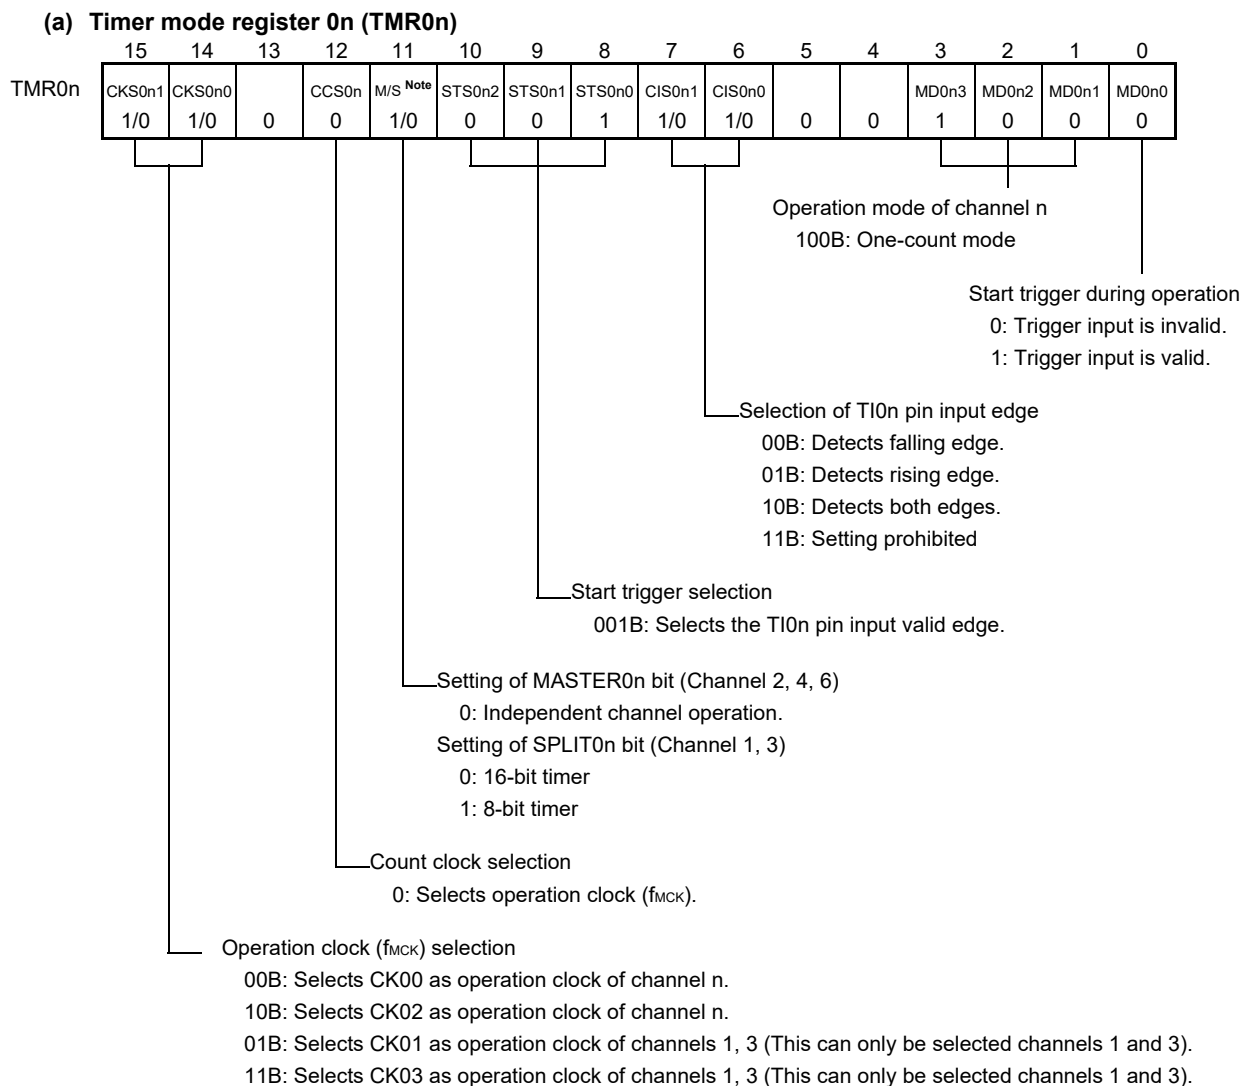 (a) Timer mode register 0n (TMR0n)
15 14 13 12 11 10 9 8 7 6 5 4 3 2 1 0
TMR0n CKS0n1 CKS0n0 CCS0n M/S Note STS0n2 STS0n1 STS0n0 CIS0n1 CIS0n0 MD0n3 MD0n2 MD0n1 MD0n0
1/0 1/0 0 0 1/0 0 0 1 1/0 1/0 0 0 1 0 0 0
Operation mode of channel n
100B: One-count mode
Start trigger during operation
0: Trigger input is invalid.
1: Trigger input is valid.
Selection of TI0n pin input edge
00B: Detects falling edge.
01B: Detects rising edge.
10B: Detects both edges.
11B: Setting prohibited
Start trigger selection
001B: Selects the TI0n pin input valid edge.
Setting of MASTER0n bit (Channel 2, 4, 6)
0: Independent channel operation.
Setting of SPLIT0n bit (Channel 1, 3)
0: 16-bit timer
1: 8-bit timer
Count clock selection
0: Selects operation clock (fMCK).
Operation clock (fMCK) selection
00B: Selects CK00 as operation clock of channel n.
10B: Selects CK02 as operation clock of channel n.
01B: Selects CK01 as operation clock of channels 1, 3 (This can only be selected channels 1 and 3).
11B: Selects CK03 as operation clock of channels 1, 3 (This can only be selected channels 1 and 3).